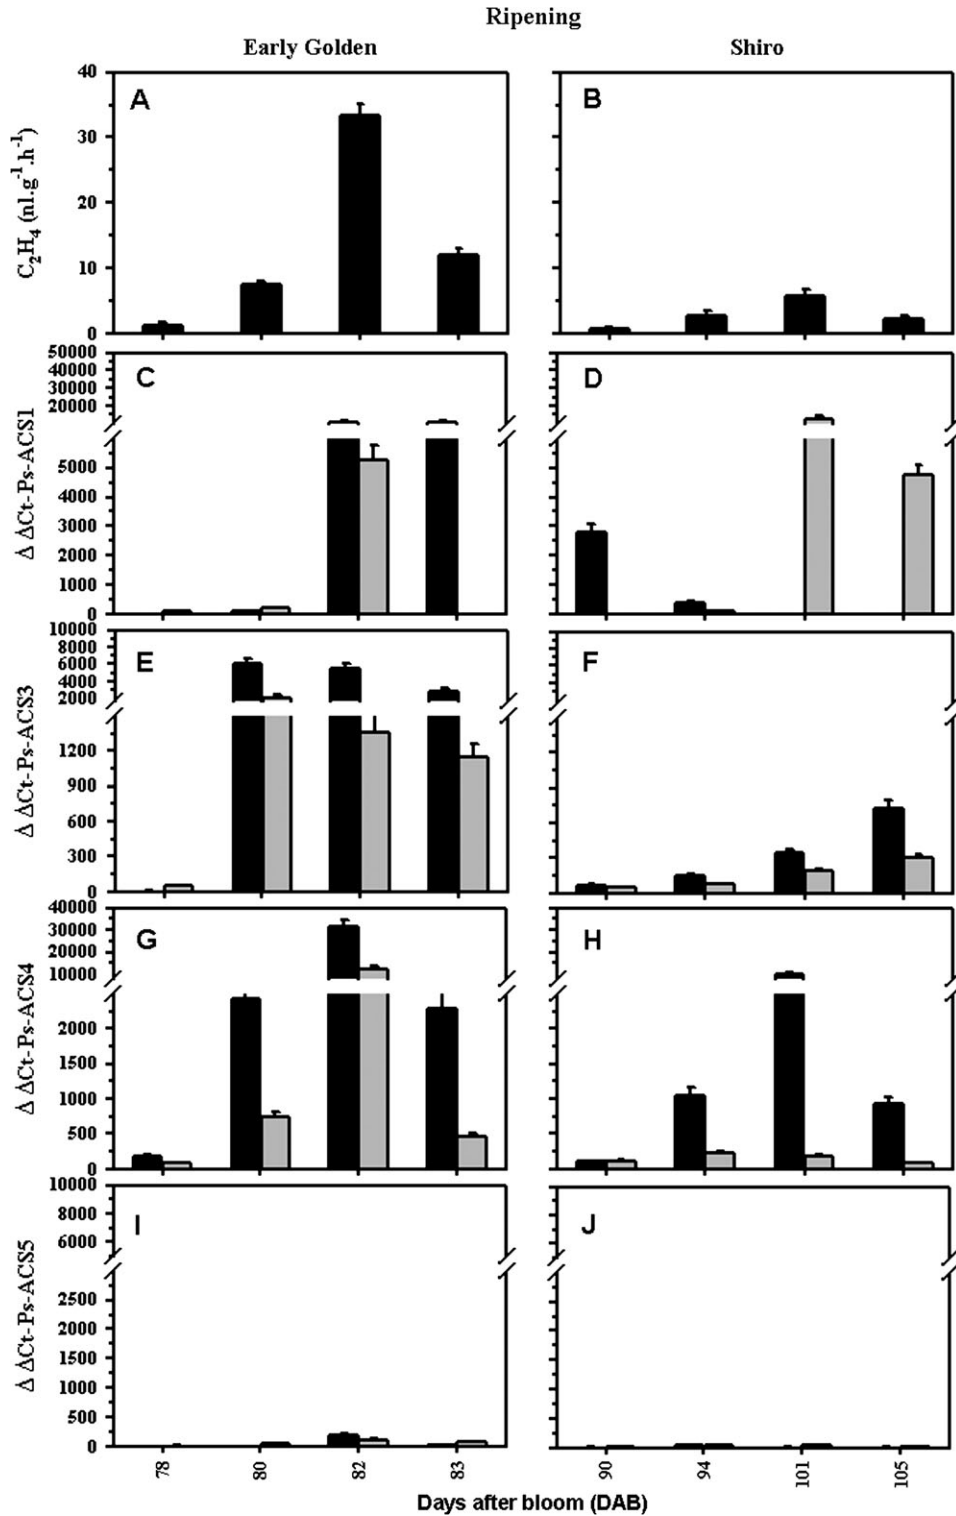 Ripening
Early Golden
Shiro
C₂H₄ (nl.g⁻¹.h⁻¹)
40
30
20
10
0
A
B
Δ ΔCt-Ps-ACS1
50000
40000
30000
20000
5000
4000
3000
2000
1000
0
C
D
Δ ΔCt-Ps-ACS3
10000
8000
6000
4000
2000
1200
900
600
300
0
E
F
Δ ΔCt-Ps-ACS4
40000
30000
20000
10000
2000
1500
1000
500
0
G
H
Δ ΔCt-Ps-ACS5
10000
8000
6000
2500
2000
1500
1000
500
0
I
J
78
80
82
83
90
94
101
105
Days after bloom (DAB)